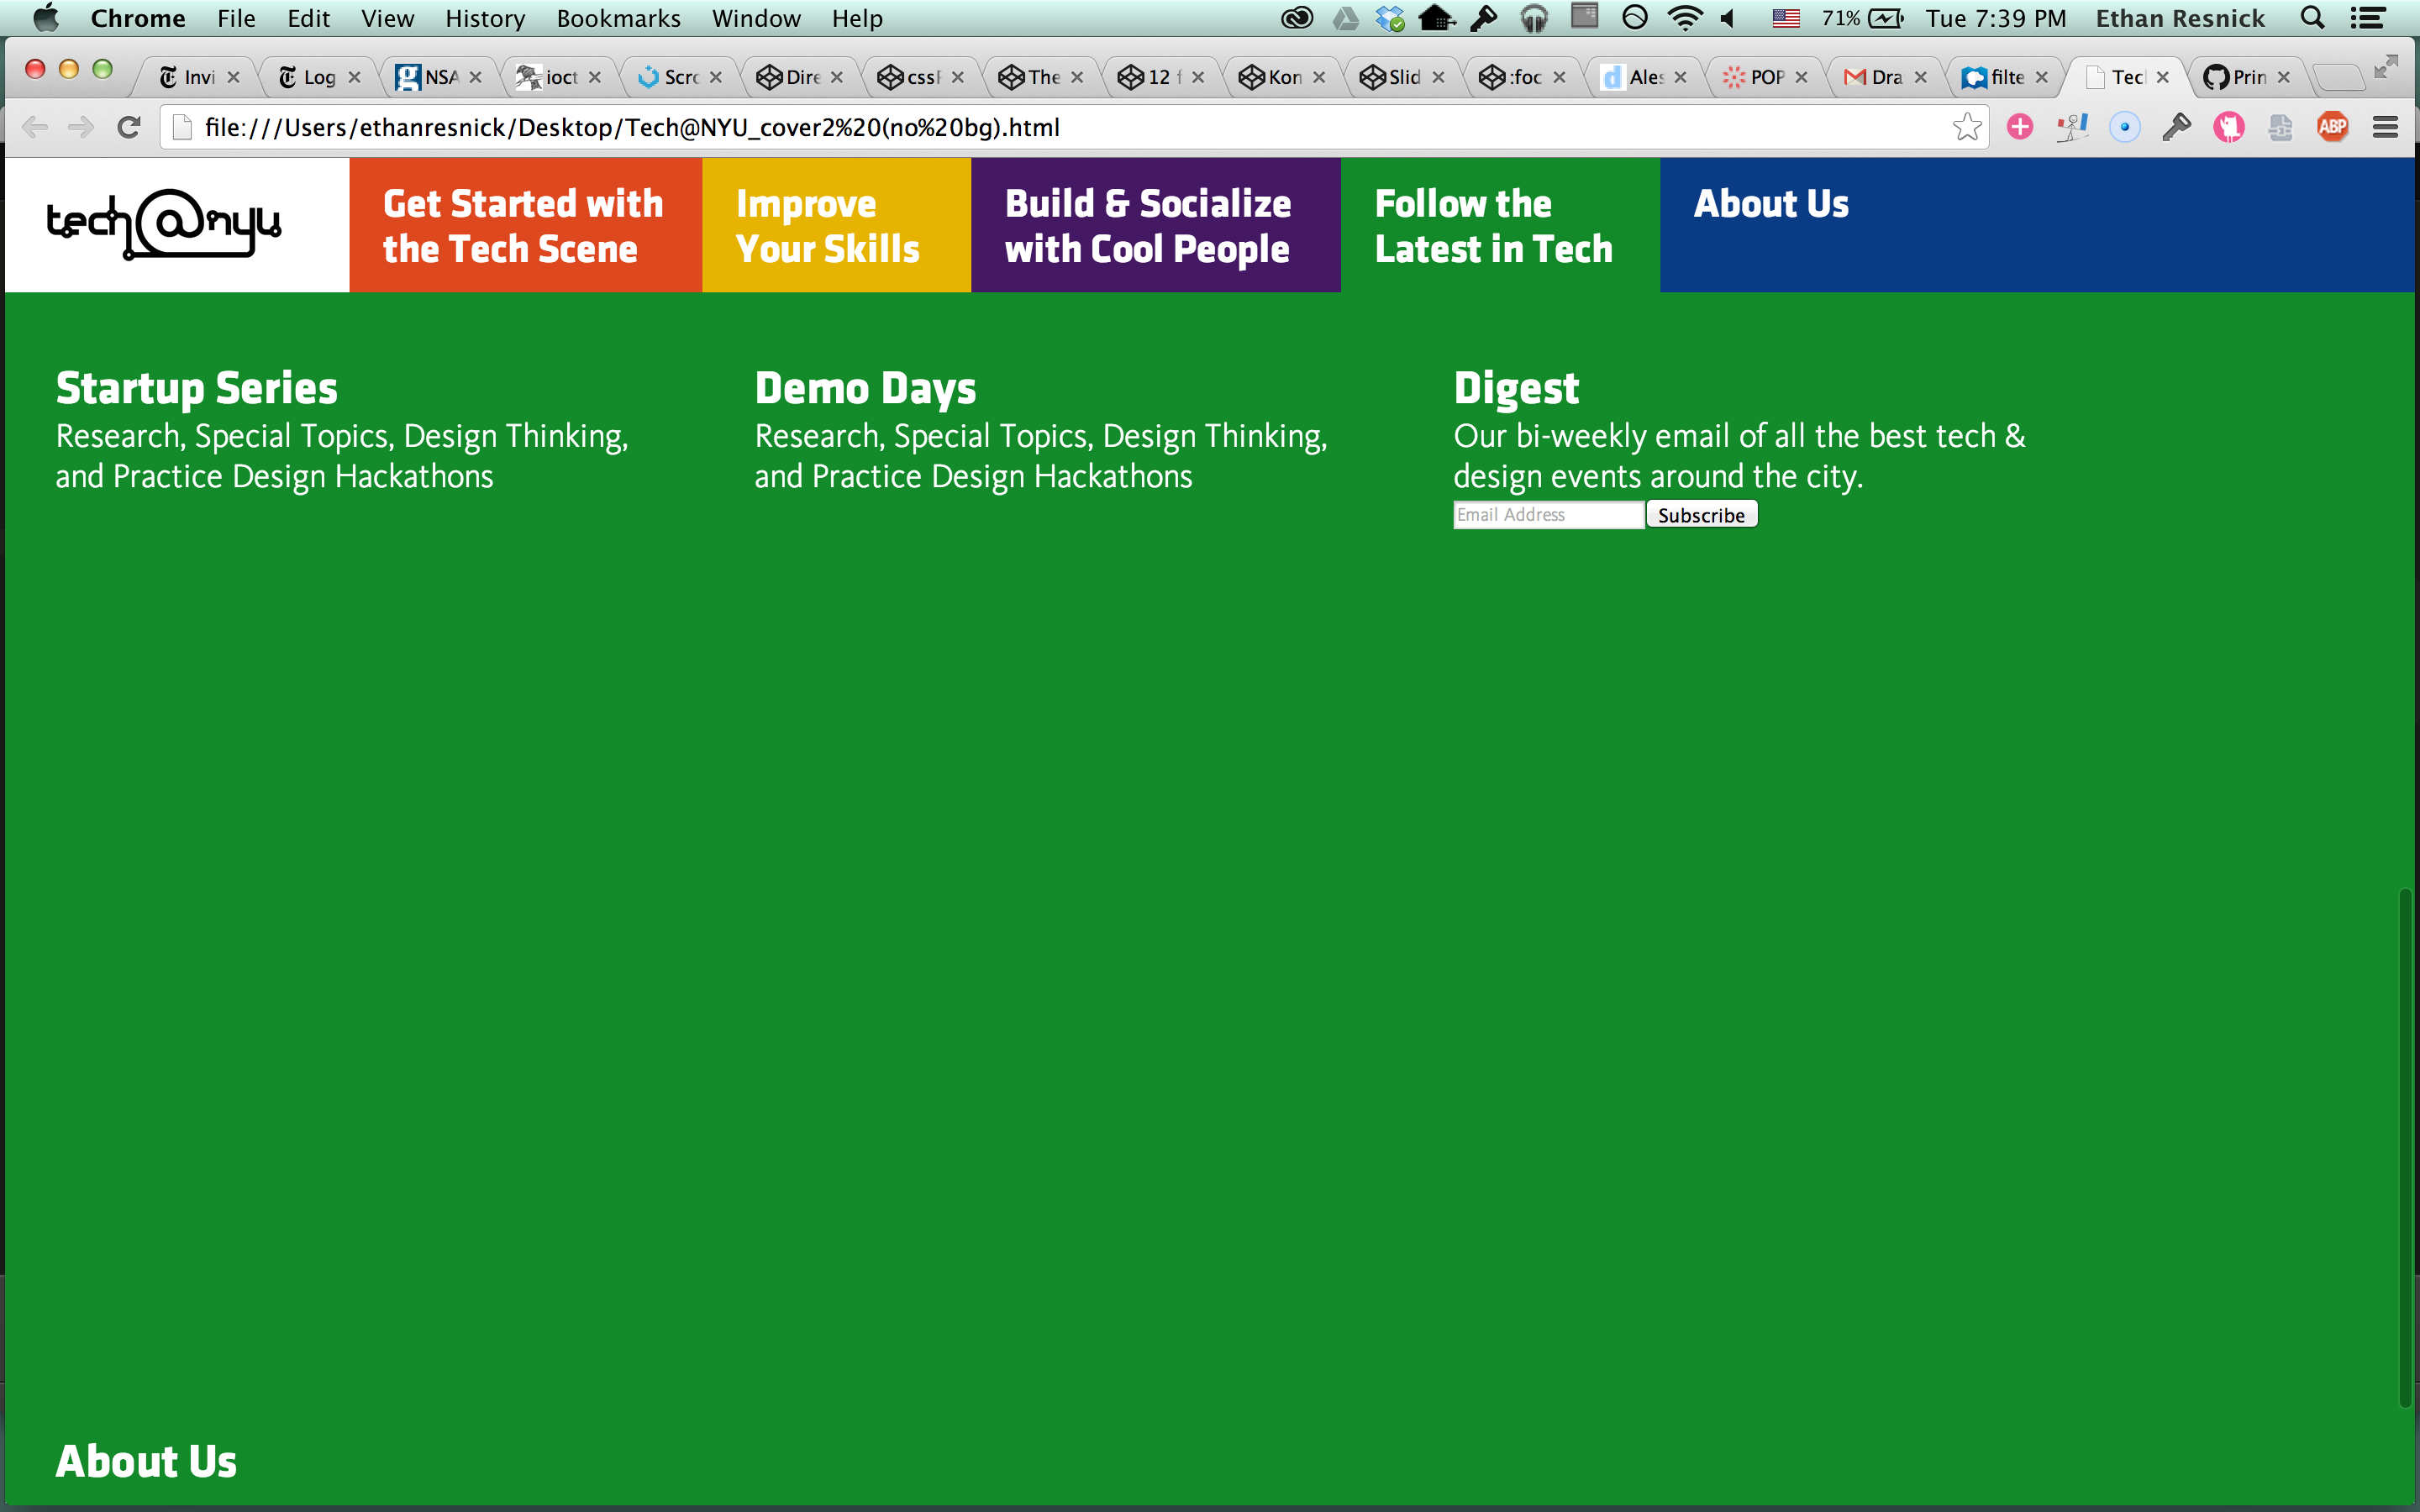 Chrome File Edit View History Bookmarks Window Help 71% Tue 7:39 PM Ethan Resnick
Invi Log NSA ioct Scro Dire cssF The 12 f Kon Slid :foc Ales POP Dra filte Tecl Prin
file:///Users/ethanresnick/Desktop/Tech@NYU_cover2%20(no%20bg).html ABP
tech@nyu
Get Started with
the Tech Scene
Improve
Your Skills
Build & Socialize
with Cool People
Follow the
Latest in Tech
About Us
Startup Series
Research, Special Topics, Design Thinking,
and Practice Design Hackathons
Demo Days
Research, Special Topics, Design Thinking,
and Practice Design Hackathons
Digest
Our bi-weekly email of all the best tech &
design events around the city.
Email Address Subscribe
About Us